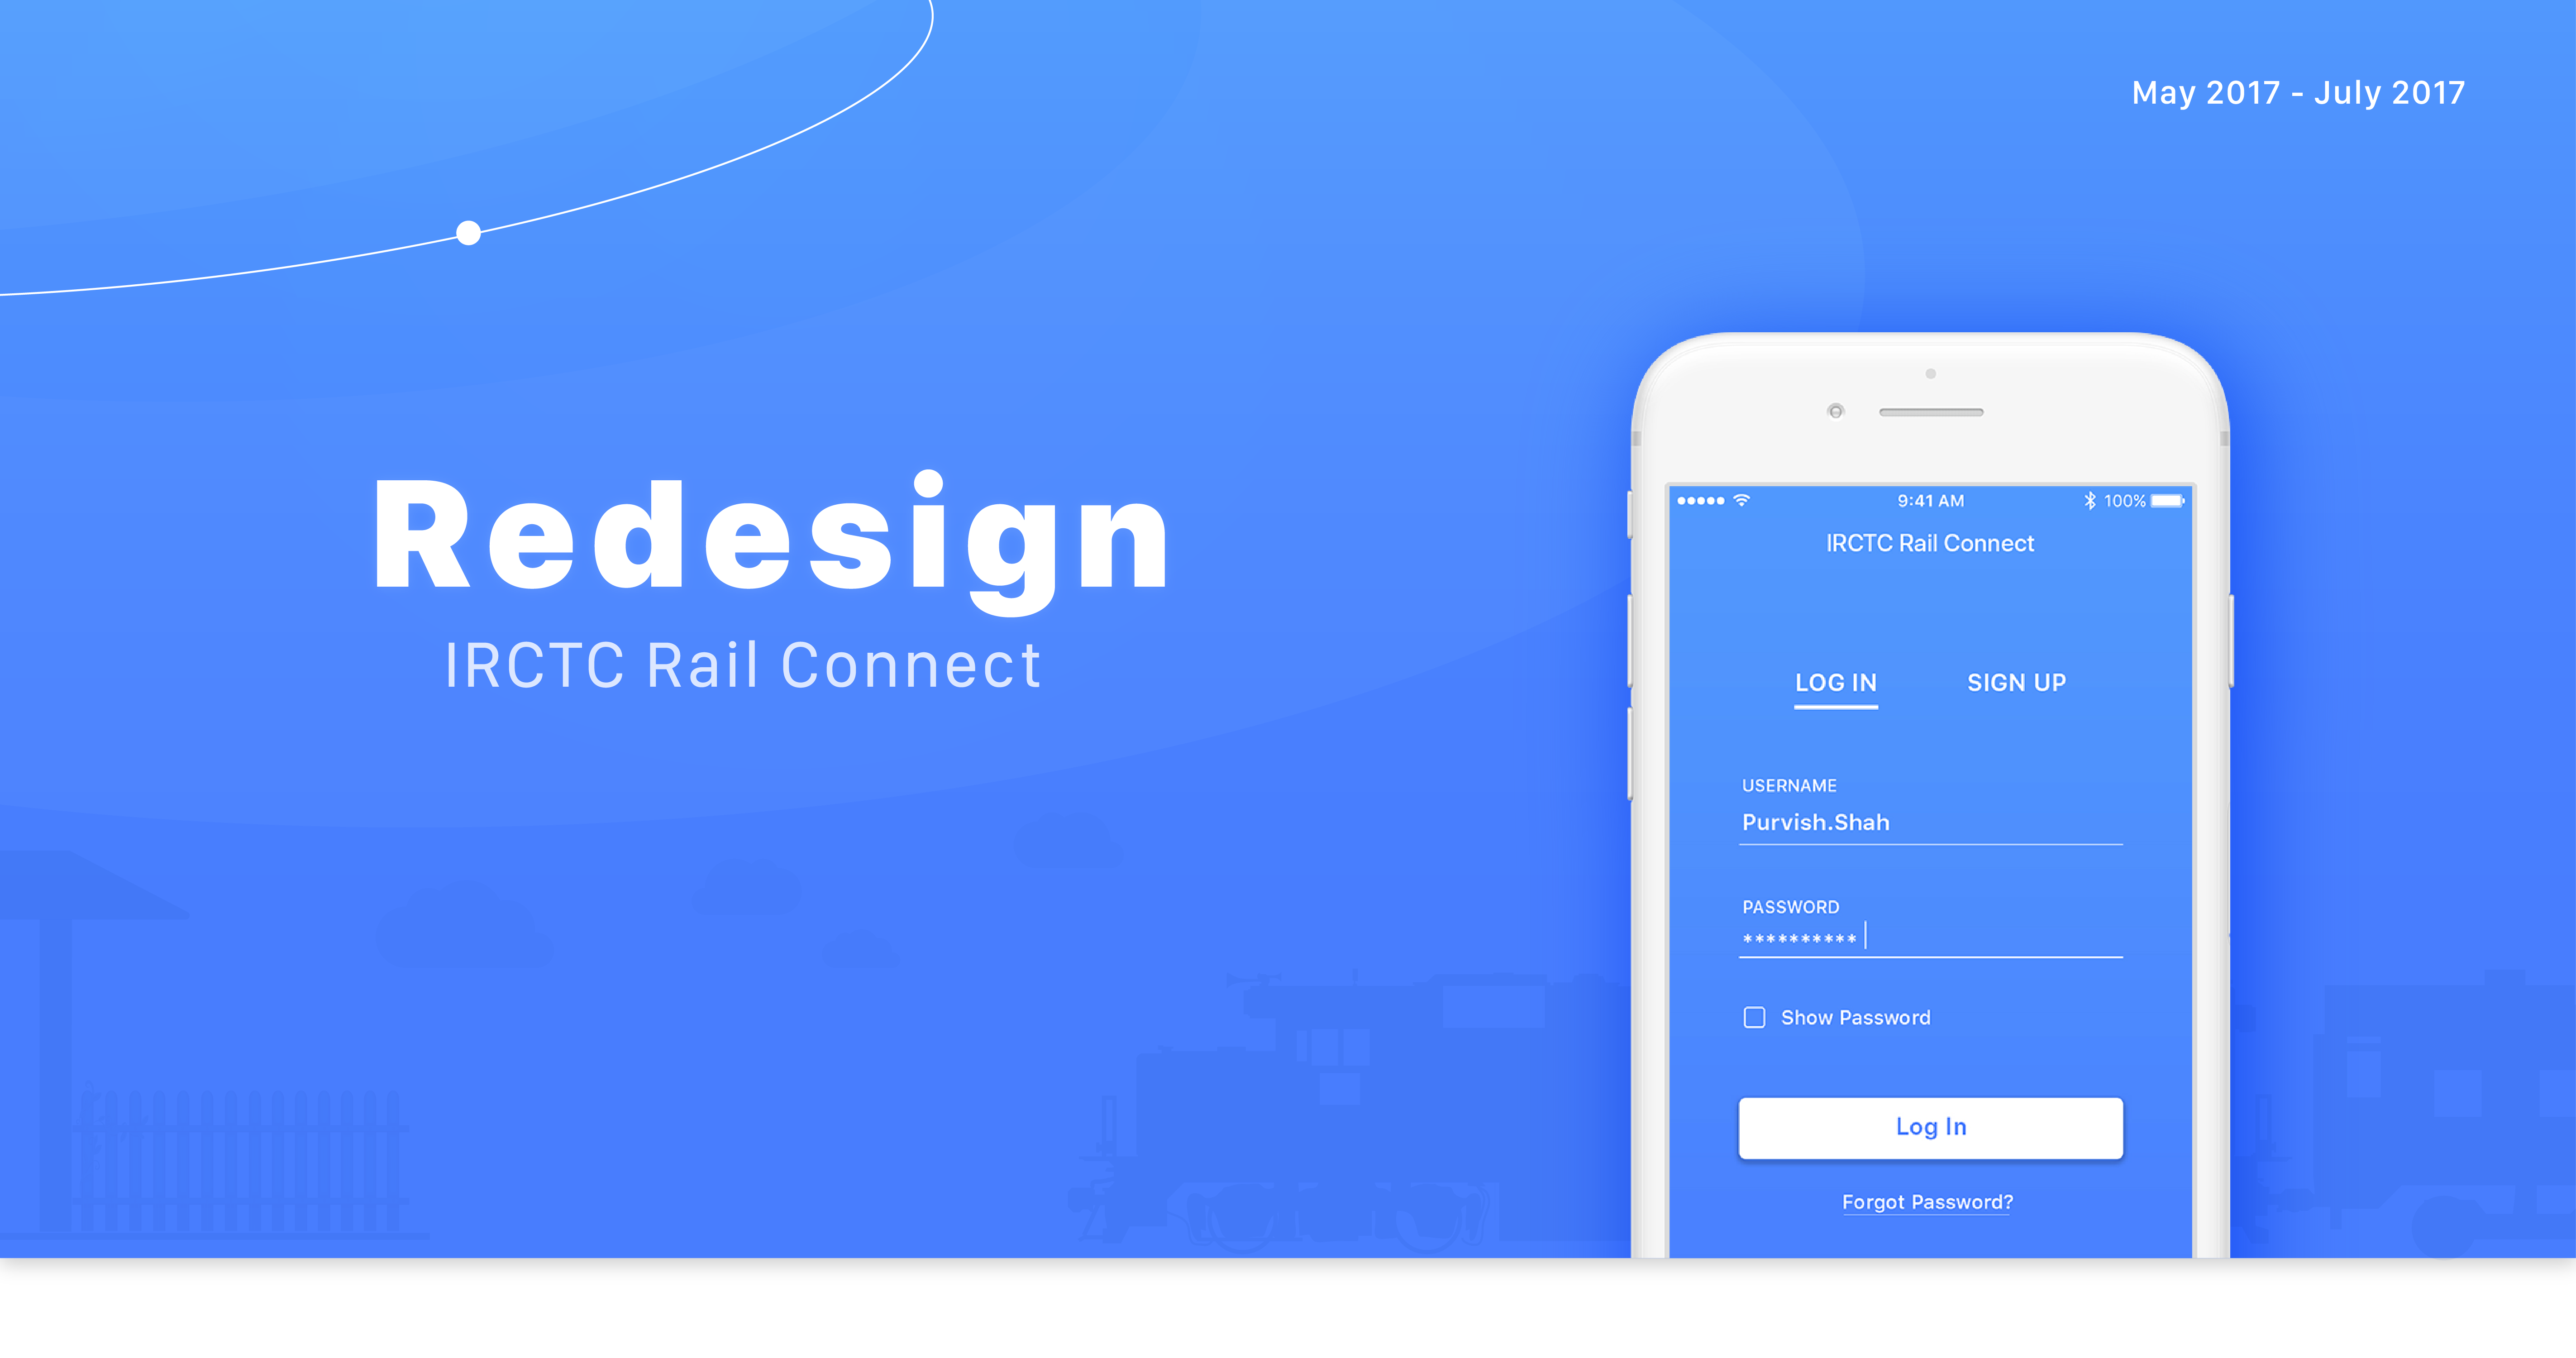 May 2017 - July 2017
Redesign
IRCTC Rail Connect
9:41 AM
100%
IRCTC Rail Connect
LOG IN
SIGN UP
USERNAME
Purvish.Shah
PASSWORD
**********
Show Password
Log In
Forgot Password?